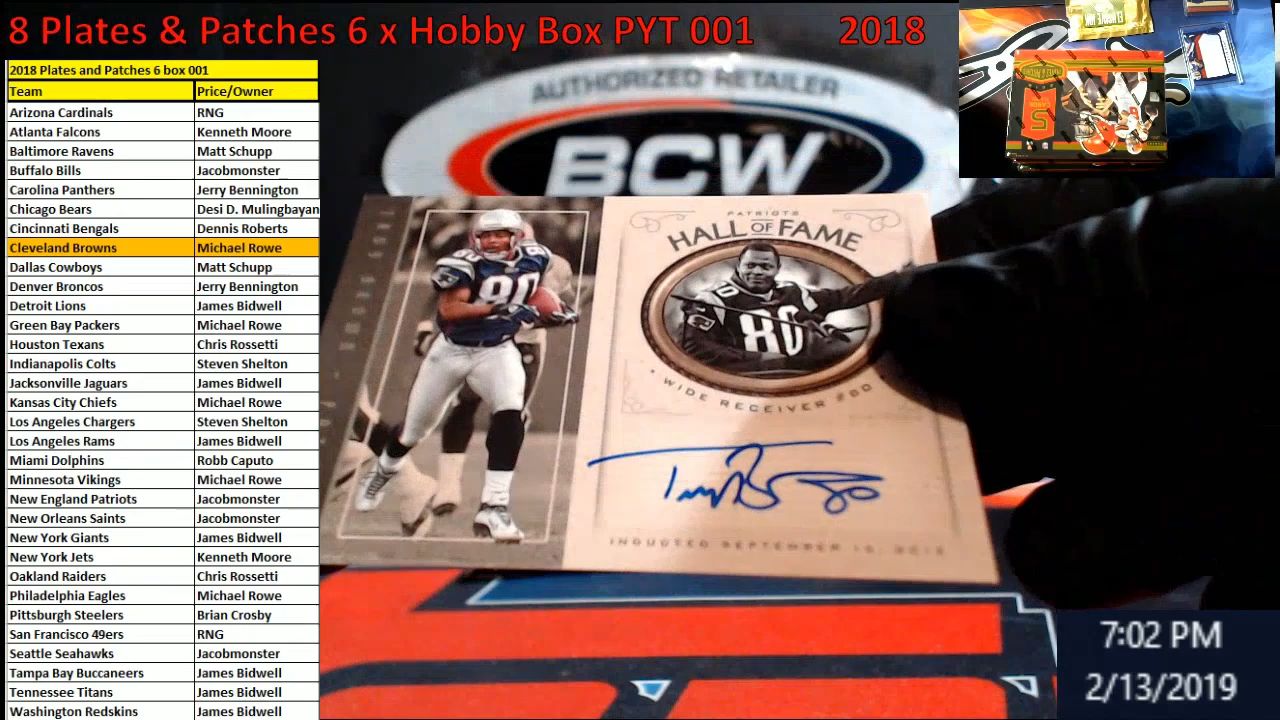 8 Plates & Patches 6 x Hobby Box PYT 001 2018
2018 Plates and Patches 6 box 001
Team Price/Owner
Arizona Cardinals RNG
Atlanta Falcons Kenneth Moore
Baltimore Ravens Matt Schupp
Buffalo Bills Jacobmonster
Carolina Panthers Jerry Bennington
Chicago Bears Desi D. Mulingbayan
Cincinnati Bengals Dennis Roberts
Cleveland Browns Michael Rowe
Dallas Cowboys Matt Schupp
Denver Broncos Jerry Bennington
Detroit Lions James Bidwell
Green Bay Packers Michael Rowe
Houston Texans Chris Rossetti
Indianapolis Colts Steven Shelton
Jacksonville Jaguars James Bidwell
Kansas City Chiefs Michael Rowe
Los Angeles Chargers Steven Shelton
Los Angeles Rams James Bidwell
Miami Dolphins Robb Caputo
Minnesota Vikings Michael Rowe
New England Patriots Jacobmonster
New Orleans Saints Jacobmonster
New York Giants James Bidwell
New York Jets Kenneth Moore
Oakland Raiders Chris Rossetti
Philadelphia Eagles Michael Rowe
Pittsburgh Steelers Brian Crosby
San Francisco 49ers RNG
Seattle Seahawks Jacobmonster
Tampa Bay Buccaneers James Bidwell
Tennessee Titans James Bidwell
Washington Redskins James Bidwell
AUTHORIZED RETAILER
BCW
PATRIOTS
HALL OF FAME
80
80
WIDE RECEIVER #80
80
INDUCTED SEPTEMBER
5
7:02 PM
2/13/2019